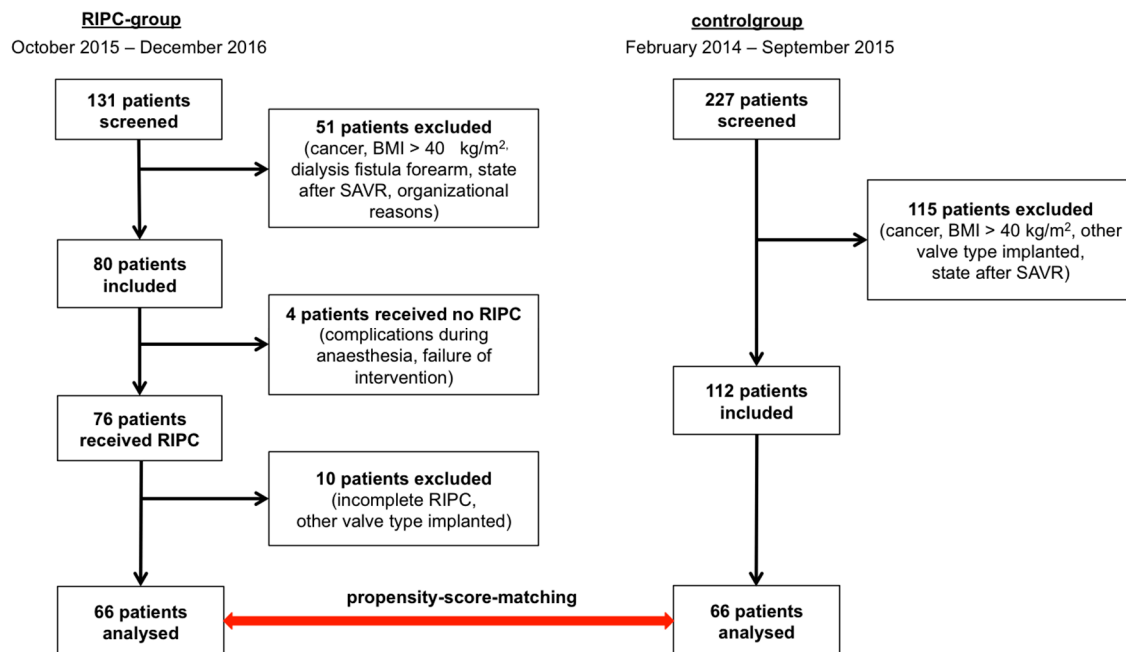 RIPC-group
October 2015 – December 2016
131 patients
screened
51 patients excluded
(cancer, BMI > 40 kg/m2,
dialysis fistula forearm, state
after SAVR, organizational
reasons)
80 patients
included
4 patients received no RIPC
(complications during
anaesthesia, failure of
intervention)
76 patients
received RIPC
10 patients excluded
(incomplete RIPC,
other valve type implanted)
66 patients
analysed
propensity-score-matching
controlgroup
February 2014 – September 2015
227 patients
screened
115 patients excluded
(cancer, BMI > 40 kg/m2, other
valve type implanted,
state after SAVR)
112 patients
included
66 patients
analysed